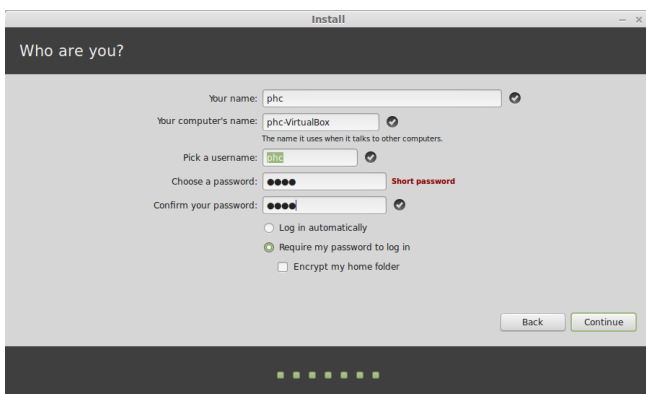 Install
Who are you?
Your name: phc
Your computer's name: phc-VirtualBox
The name it uses when it talks to other computers.
Pick a username: phc
Choose a password: ●●●● Short password
Confirm your password: ●●●●
Log in automatically
Require my password to log in
Encrypt my home folder
Back Continue